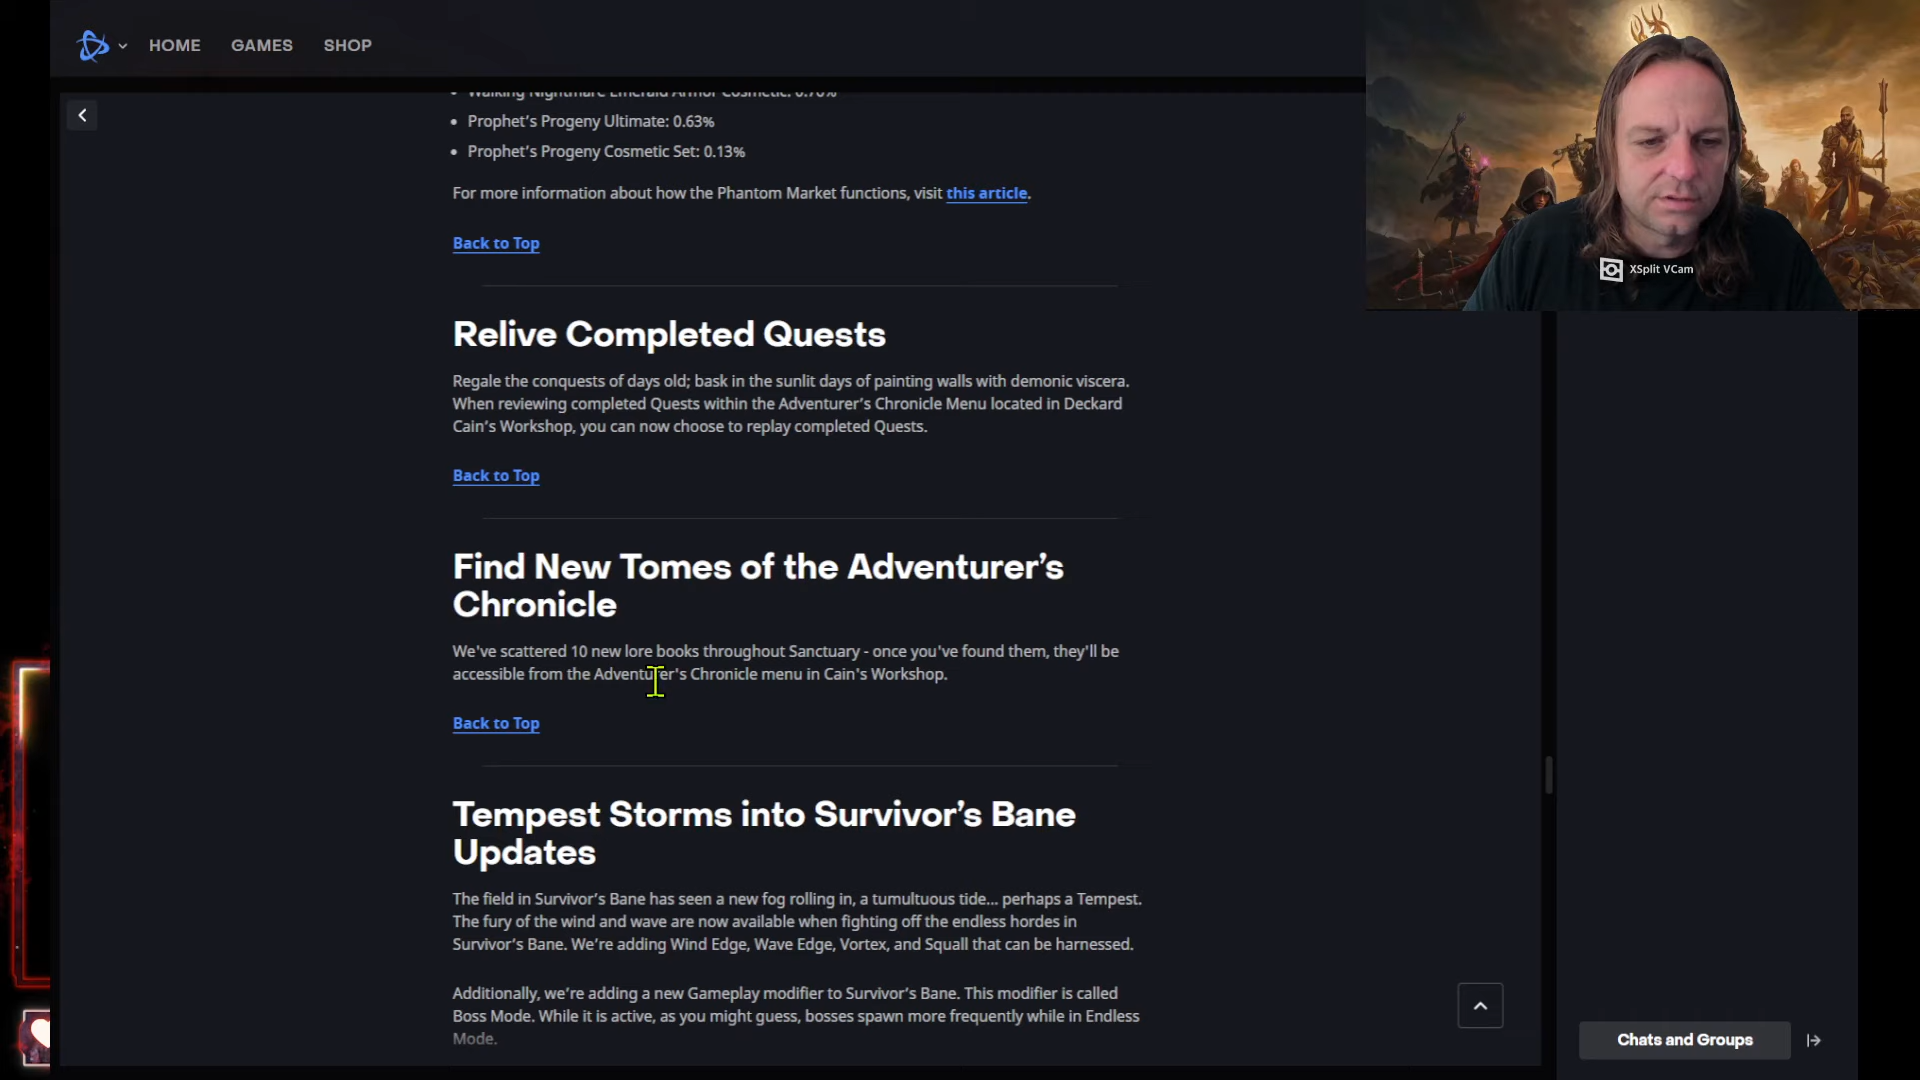 HOME GAMES SHOP
Walking Nightmare Emerald Armor Cosmetic: 0.70%
Prophet's Progeny Ultimate: 0.63%
Prophet's Progeny Cosmetic Set: 0.13%
For more information about how the Phantom Market functions, visit this article.
Back to Top
Relive Completed Quests
Regale the conquests of days old; bask in the sunlit days of painting walls with demonic viscera.
When reviewing completed Quests within the Adventurer's Chronicle Menu located in Deckard
Cain's Workshop, you can now choose to replay completed Quests.
Back to Top
Find New Tomes of the Adventurer's
Chronicle
We've scattered 10 new lore books throughout Sanctuary - once you've found them, they'll be
accessible from the Adventurer's Chronicle menu in Cain's Workshop.
Back to Top
Tempest Storms into Survivor's Bane
Updates
The field in Survivor's Bane has seen a new fog rolling in, a tumultuous tide... perhaps a Tempest.
The fury of the wind and wave are now available when fighting off the endless hordes in
Survivor's Bane. We're adding Wind Edge, Wave Edge, Vortex, and Squall that can be harnessed.
Additionally, we're adding a new Gameplay modifier to Survivor's Bane. This modifier is called
Boss Mode. While it is active, as you might guess, bosses spawn more frequently while in Endless
Mode.
XSplit VCam
Chats and Groups